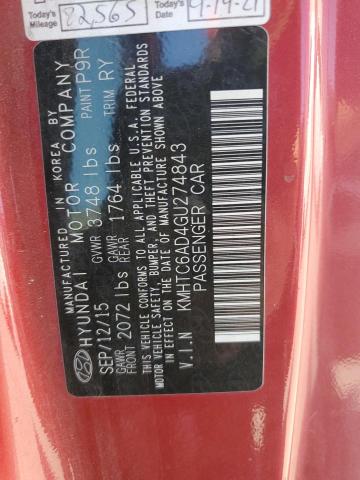 Today's Mileage 82,565
Today's 9-14-21
MANUFACTURED IN KOREA BY
HYUNDAI MOTOR COMPANY
SEP/12/15 GVWR 3748 lbs PAINT P9R
GAWR FRONT 2072 lbs GAWR REAR 1764 lbs TRIM RY
THIS VEHICLE CONFORMS TO ALL APPLICABLE U.S.A. FEDERAL
MOTOR VEHICLE SAFETY, BUMPER, AND THEFT PREVENTION STANDARDS
IN EFFECT ON THE DATE OF MANUFACTURE SHOWN ABOVE
V.I.N KMHTC6AD4GU274843
PASSENGER CAR